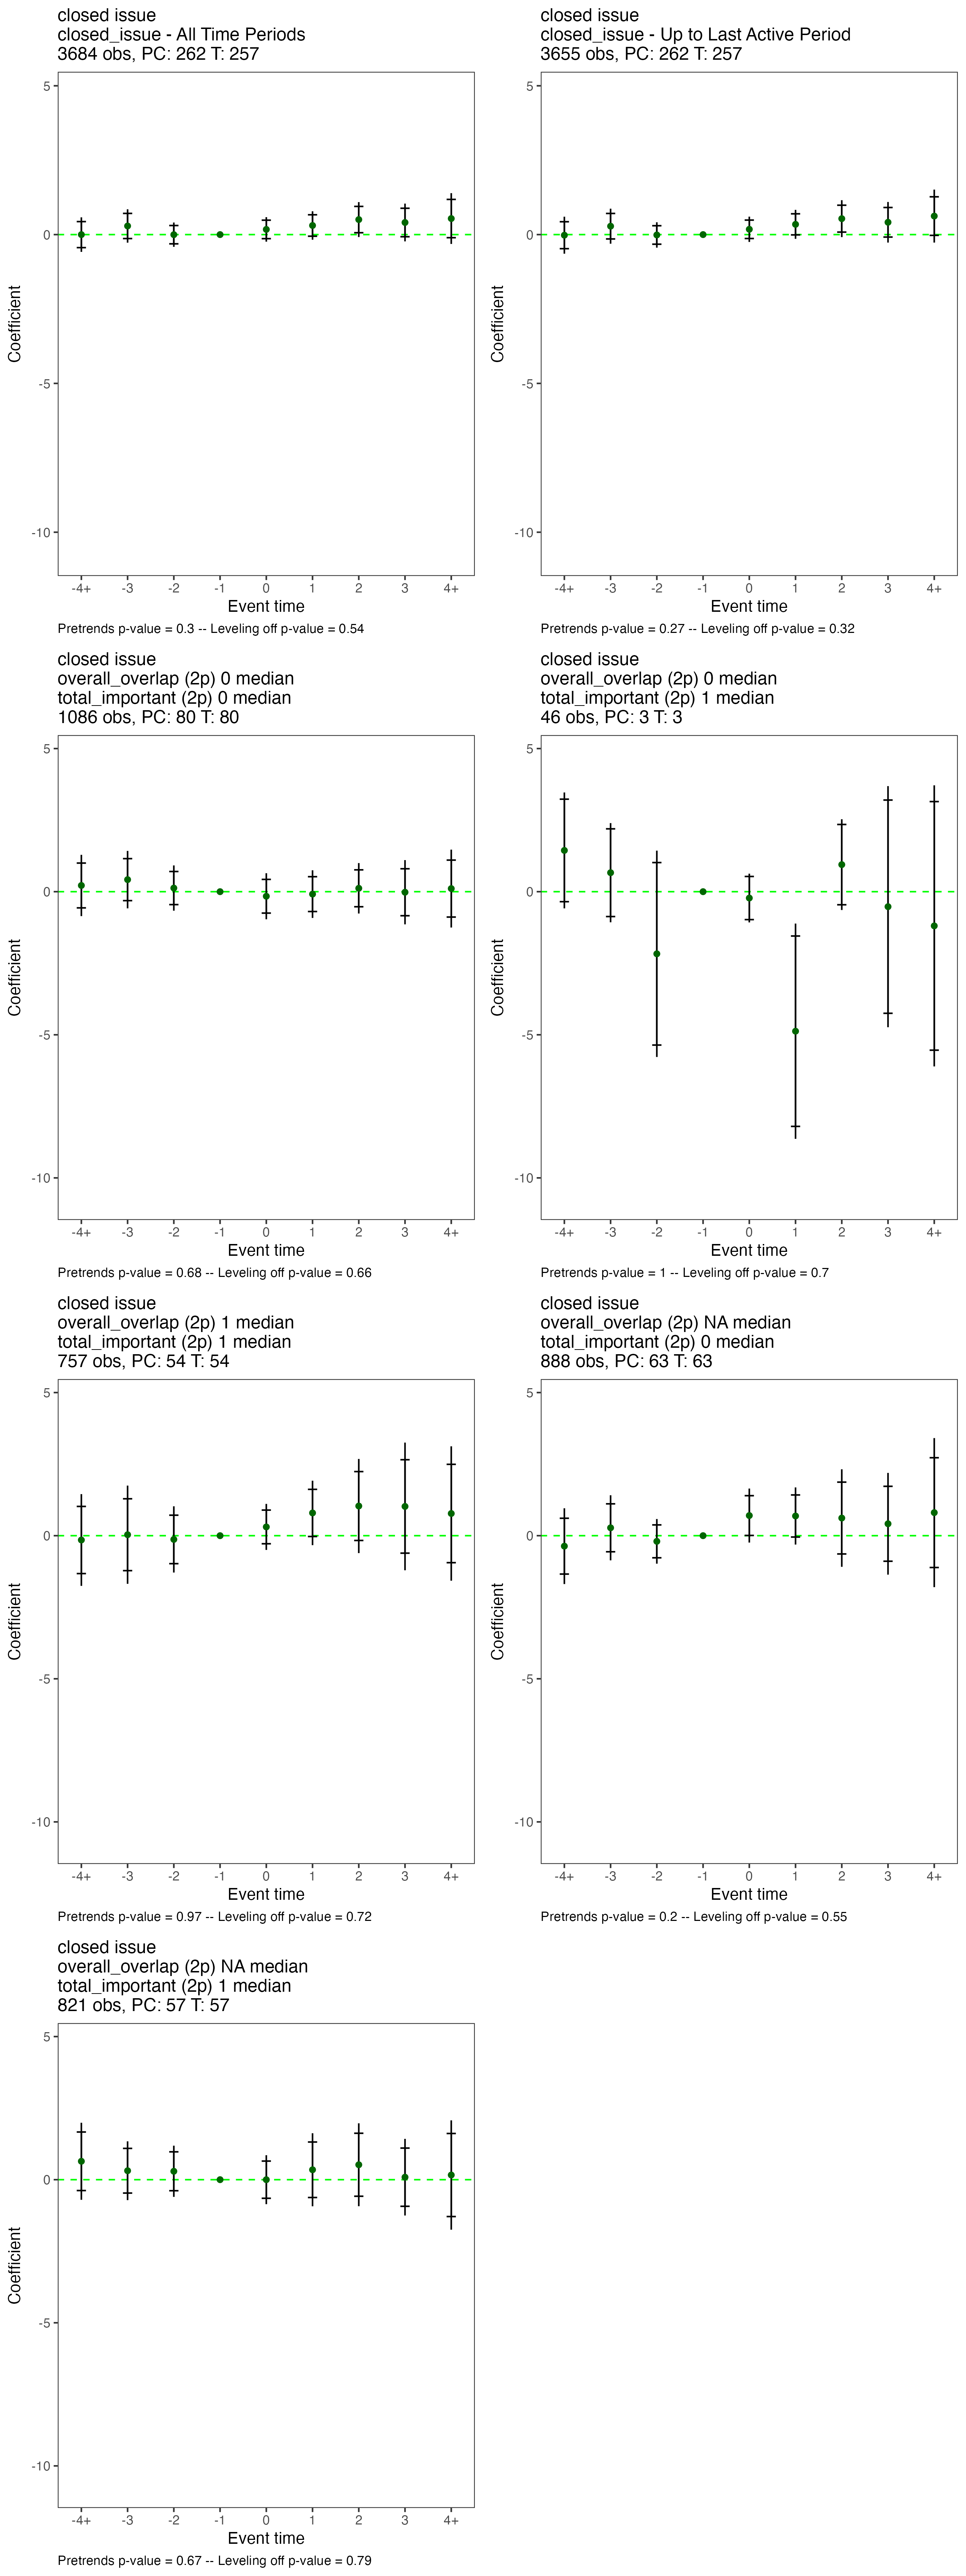 closed issue
closed_issue - All Time Periods
3684 obs, PC: 262 T: 257
5
0
-5
-10
Coefficient
-4+ -3 -2 -1 0 1 2 3 4+
Event time
Pretrends p-value = 0.3 -- Leveling off p-value = 0.54
closed issue
closed_issue - Up to Last Active Period
3655 obs, PC: 262 T: 257
5
0
-5
-10
Coefficient
-4+ -3 -2 -1 0 1 2 3 4+
Event time
Pretrends p-value = 0.27 -- Leveling off p-value = 0.32
closed issue
overall_overlap (2p) 0 median
total_important (2p) 0 median
1086 obs, PC: 80 T: 80
5
0
-5
-10
Coefficient
-4+ -3 -2 -1 0 1 2 3 4+
Event time
Pretrends p-value = 0.68 -- Leveling off p-value = 0.66
closed issue
overall_overlap (2p) 0 median
total_important (2p) 1 median
46 obs, PC: 3 T: 3
5
0
-5
-10
Coefficient
-4+ -3 -2 -1 0 1 2 3 4+
Event time
Pretrends p-value = 1 -- Leveling off p-value = 0.7
closed issue
overall_overlap (2p) 1 median
total_important (2p) 1 median
757 obs, PC: 54 T: 54
5
0
-5
-10
Coefficient
-4+ -3 -2 -1 0 1 2 3 4+
Event time
Pretrends p-value = 0.97 -- Leveling off p-value = 0.72
closed issue
overall_overlap (2p) NA median
total_important (2p) 0 median
888 obs, PC: 63 T: 63
5
0
-5
-10
Coefficient
-4+ -3 -2 -1 0 1 2 3 4+
Event time
Pretrends p-value = 0.2 -- Leveling off p-value = 0.55
closed issue
overall_overlap (2p) NA median
total_important (2p) 1 median
821 obs, PC: 57 T: 57
5
0
-5
-10
Coefficient
-4+ -3 -2 -1 0 1 2 3 4+
Event time
Pretrends p-value = 0.67 -- Leveling off p-value = 0.79